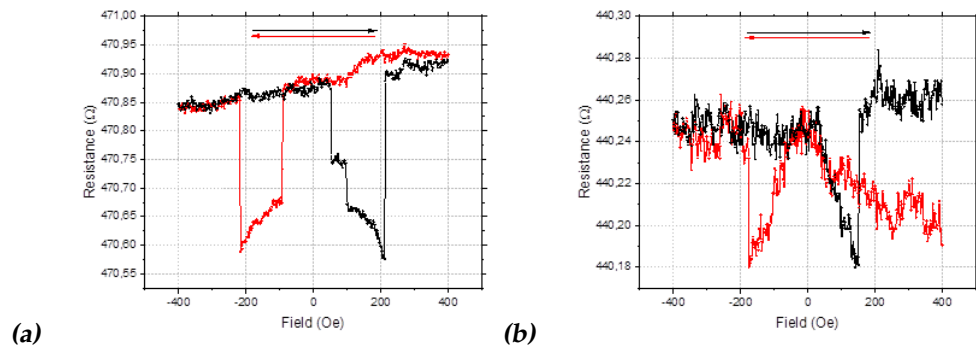 471,00
470,95
470,90
470,85
470,80
470,75
470,70
470,65
470,60
470,55
Resistance (Ω)
-400 -200 0 200 400
Field (Oe)
(a)
440,30
440,28
440,26
440,24
440,22
440,20
440,18
Resistance (Ω)
-400 -200 0 200 400
Field (Oe)
(b)